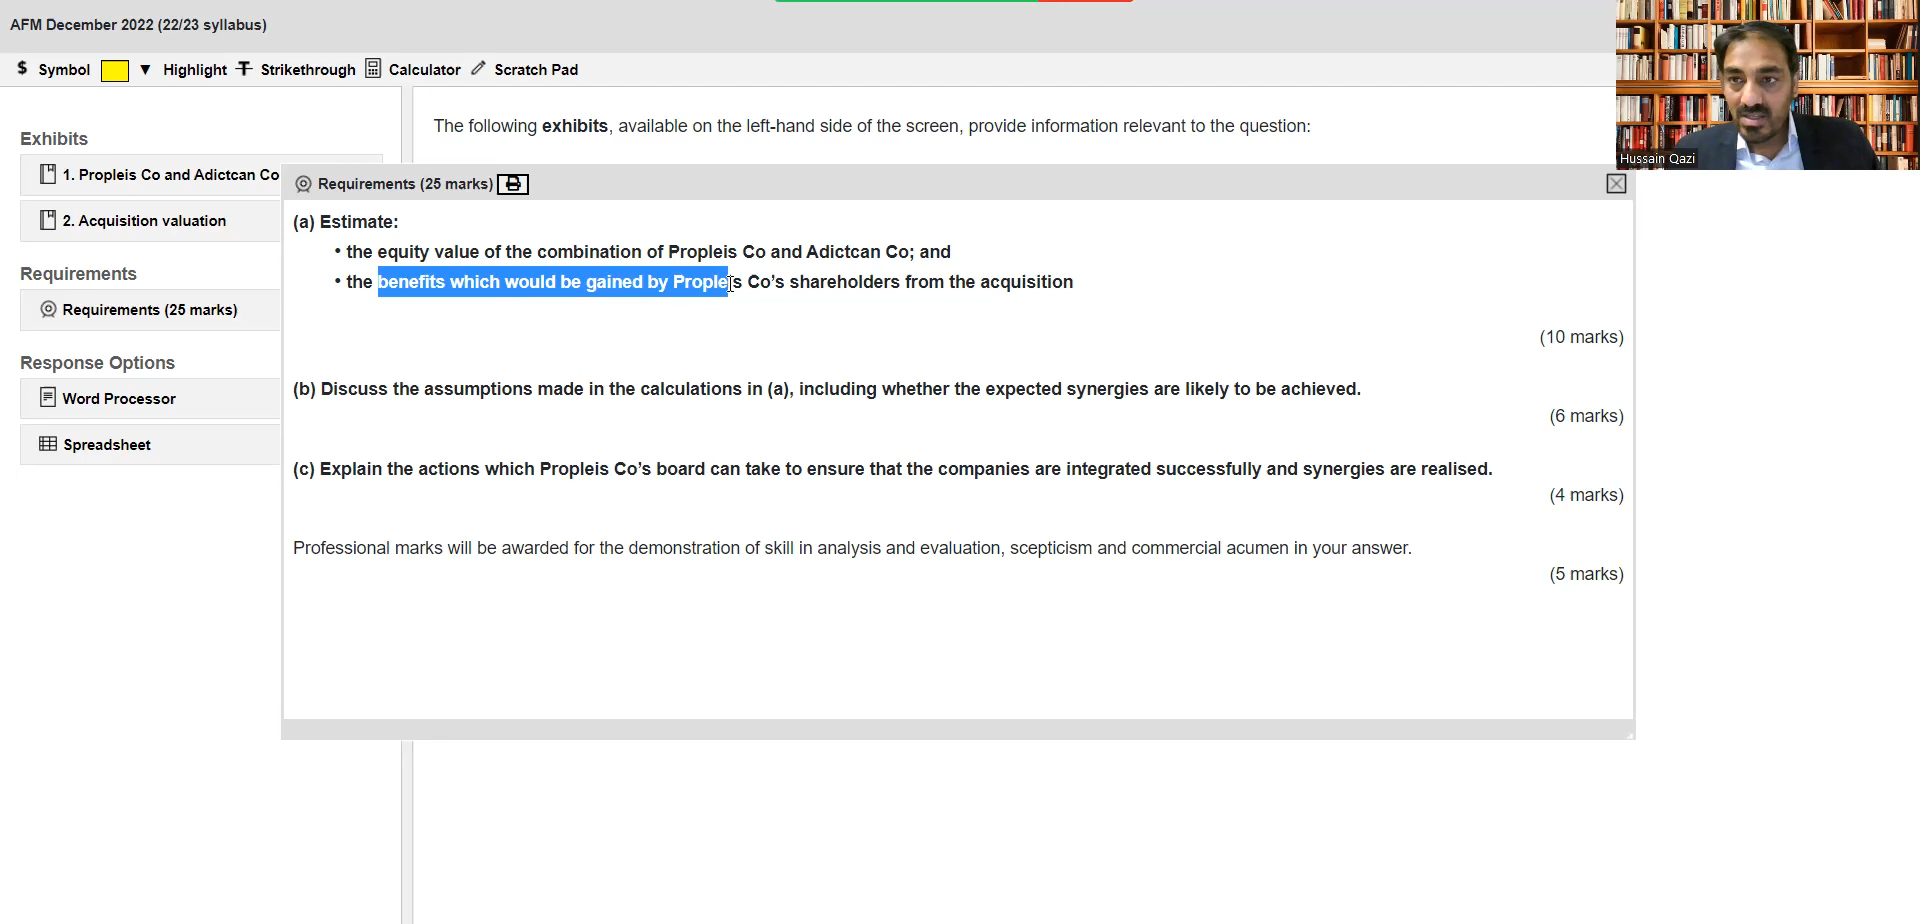 AFM December 2022 (22/23 syllabus)
$ Symbol Highlight Strikethrough Calculator Scratch Pad
Hussain Qazi
Exhibits
1. Propleis Co and Adictcan Co
2. Acquisition valuation
Requirements
Requirements (25 marks)
Response Options
Word Processor
Spreadsheet
The following exhibits, available on the left-hand side of the screen, provide information relevant to the question:
Requirements (25 marks)
(a) Estimate:
• the equity value of the combination of Propleis Co and Adictcan Co; and
• the benefits which would be gained by Propleis Co’s shareholders from the acquisition
(10 marks)
(b) Discuss the assumptions made in the calculations in (a), including whether the expected synergies are likely to be achieved.
(6 marks)
(c) Explain the actions which Propleis Co’s board can take to ensure that the companies are integrated successfully and synergies are realised.
(4 marks)
Professional marks will be awarded for the demonstration of skill in analysis and evaluation, scepticism and commercial acumen in your answer.
(5 marks)